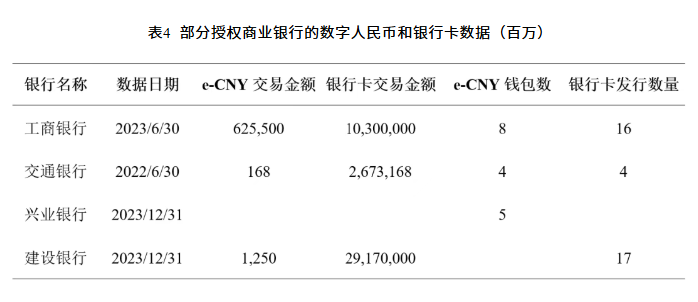 表4 部分授权商业银行的数字人民币和银行卡数据（百万）
银行名称 数据日期 e-CNY 交易金额 银行卡交易金额 e-CNY 钱包数 银行卡发行数量
工商银行 2023/6/30 625,500 10,300,000 8 16
交通银行 2022/6/30 168 2,673,168 4 4
兴业银行 2023/12/31 5
建设银行 2023/12/31 1,250 29,170,000 17